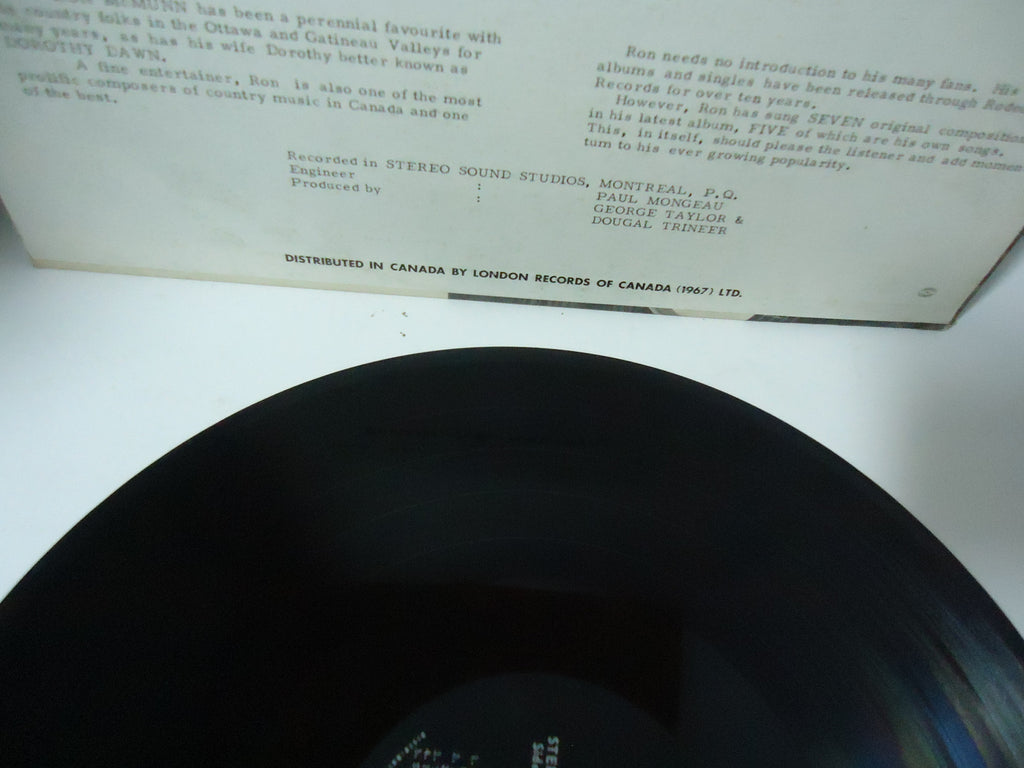 McMUNN has been a perennial favourite with
country folks in the Ottawa and Gatineau Valleys for
many years, as has his wife Dorothy better known as
DOROTHY DAWN.
A fine entertainer, Ron is also one of the most
prolific composers of country music in Canada and one
of the best.
Ron needs no introduction to his many fans. His
albums and singles have been released through Rodeo
Records for over ten years.
However, Ron has sung SEVEN original composition
in his latest album, FIVE of which are his own songs.
This, in itself, should please the listener and add momen
tum to his ever growing popularity.
Recorded in STEREO SOUND STUDIOS, MONTREAL, P.Q.
Engineer : PAUL MONGEAU
Produced by : GEORGE TAYLOR &
DOUGAL TRINEER
DISTRIBUTED IN CANADA BY LONDON RECORDS OF CANADA (1967) LTD.
STE